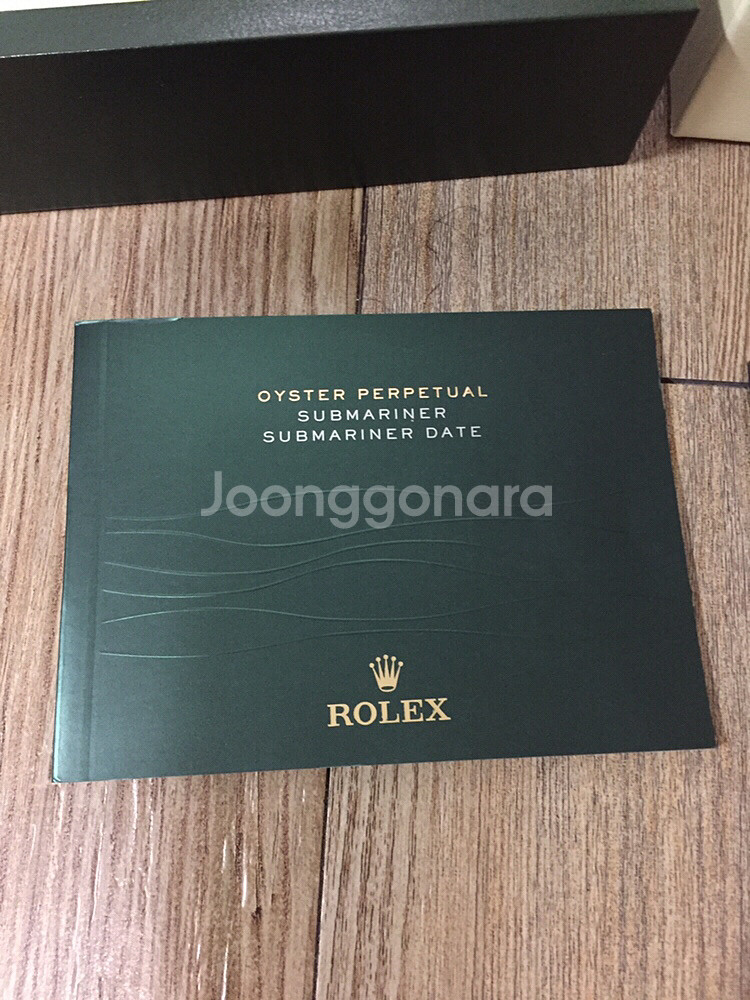 OYSTER PERPETUAL
SUBMARINER
SUBMARINER DATE
Joonggonara
ROLEX